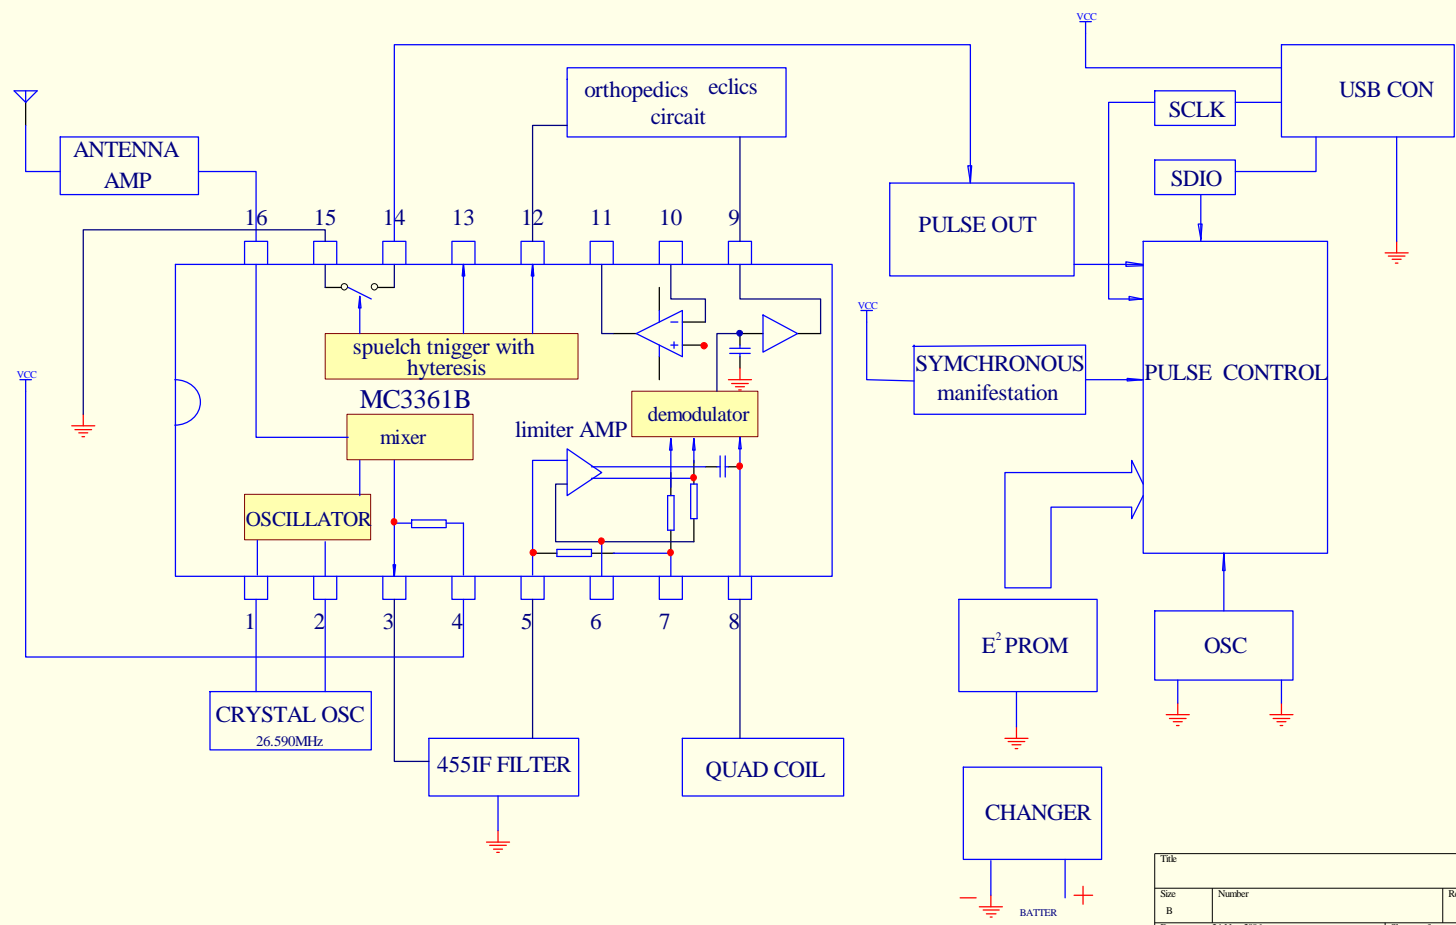 VCC
USB CON
orthopedics eclics
circait
SCLK
ANTENNA
AMP
SDIO
16 15 14 13 12 11 10 9
PULSE OUT
VCC
spuelch tnigger with
hyteresis
SYMCHRONOUS
manifestation
PULSE CONTROL
VCC
MC3361B
demodulator
mixer
limiter AMP
OSCILLATOR
1 2 3 4 5 6 7 8
E2 PROM
OSC
CRYSTAL OSC
26.590MHz
455IF FILTER
QUAD COIL
CHANGER
BATTER
Title
Size
Number
B